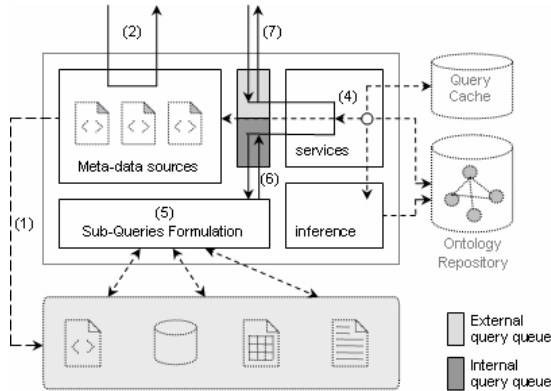 (2)
(7)
(4)
Query
Cache
Meta-data sources
services
(6)
(1)
(5)
Sub-Queries Formulation
inference
Ontology
Repository
External
query queue
Internal
query queue